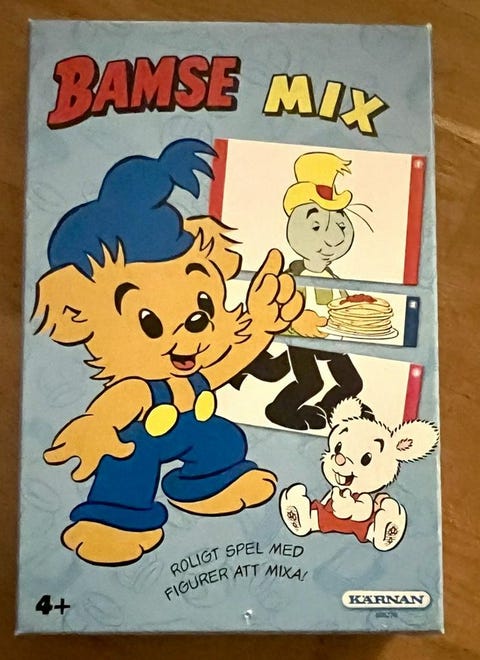 BAMSE MIX
ROLIGT SPEL MED
FIGURER ATT MIXA!
4+
KÄRNAN